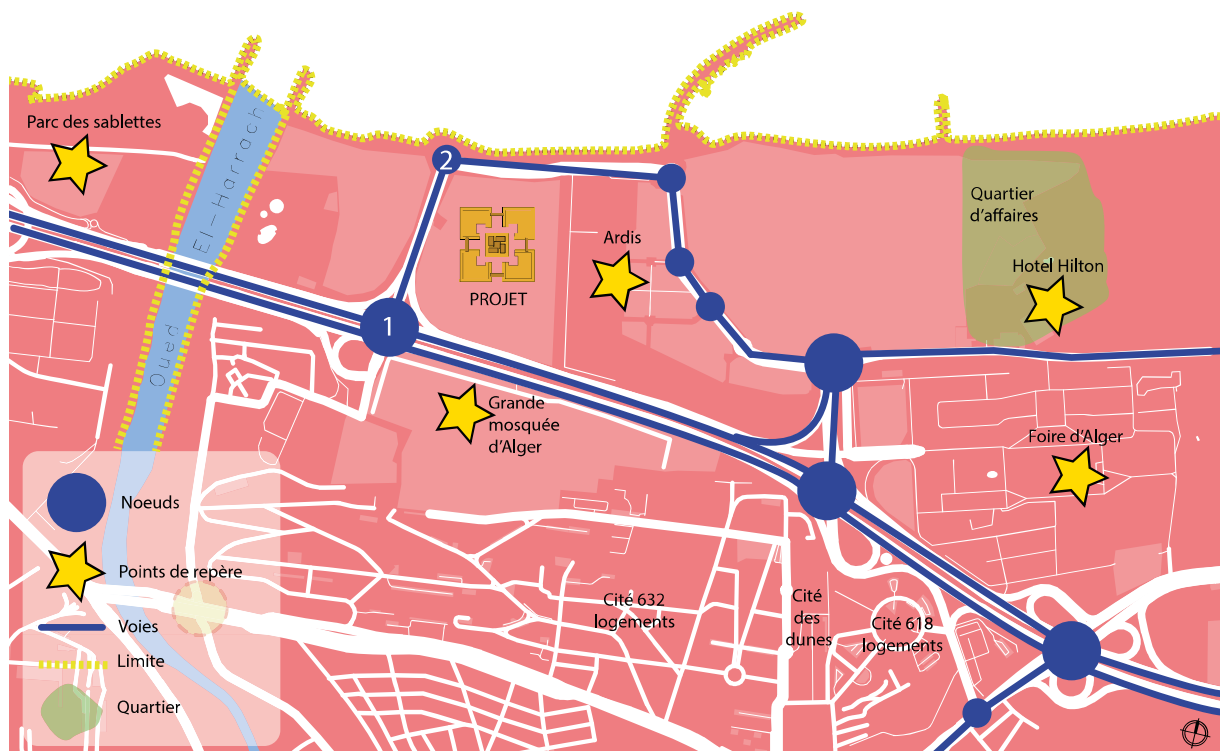 Parc des sablettes
Oued El-Harrach
2
Quartier
d'affaires
Ardis
Hotel Hilton
PROJET
1
Grande
mosquée
d'Alger
Foire d'Alger
Noeuds
Points de repère
Voies
Limite
Quartier
Cité 632
logements
Cité
des
dunes
Cité 618
logements